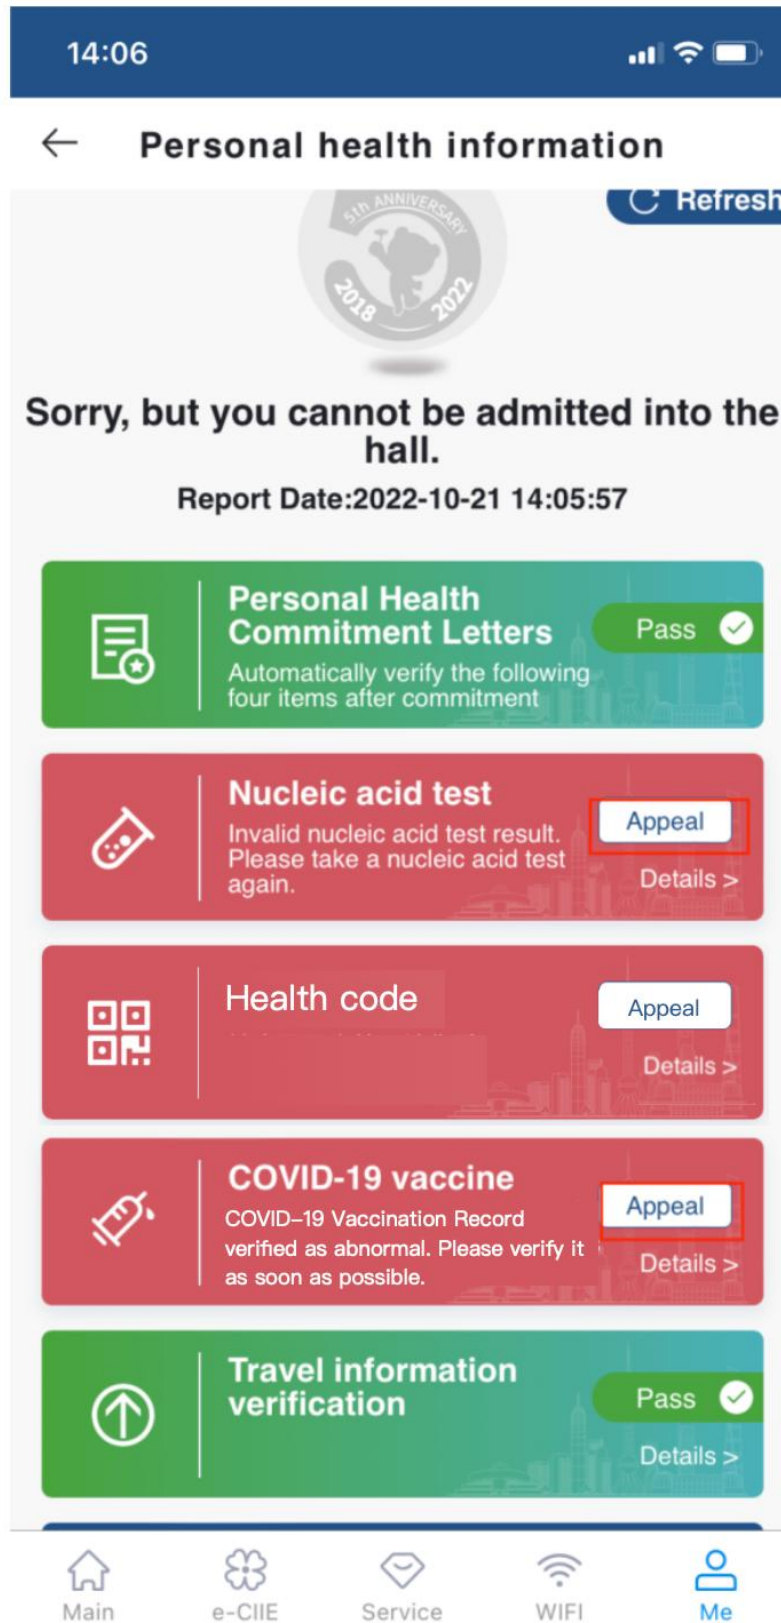 14:06
Personal health information
Refresh
5th ANNIVERSARY
2018 2022
Sorry, but you cannot be admitted into the
hall.
Report Date:2022-10-21 14:05:57
Personal Health
Commitment Letters
Pass
Automatically verify the following
four items after commitment
Nucleic acid test
Appeal
Invalid nucleic acid test result.
Please take a nucleic acid test
again.
Details >
Health code
Appeal
Details >
COVID-19 vaccine
Appeal
COVID–19 Vaccination Record
verified as abnormal. Please verify it
as soon as possible.
Details >
Travel information
verification
Pass
Details >
Main
e-CIIE
Service
WIFI
Me